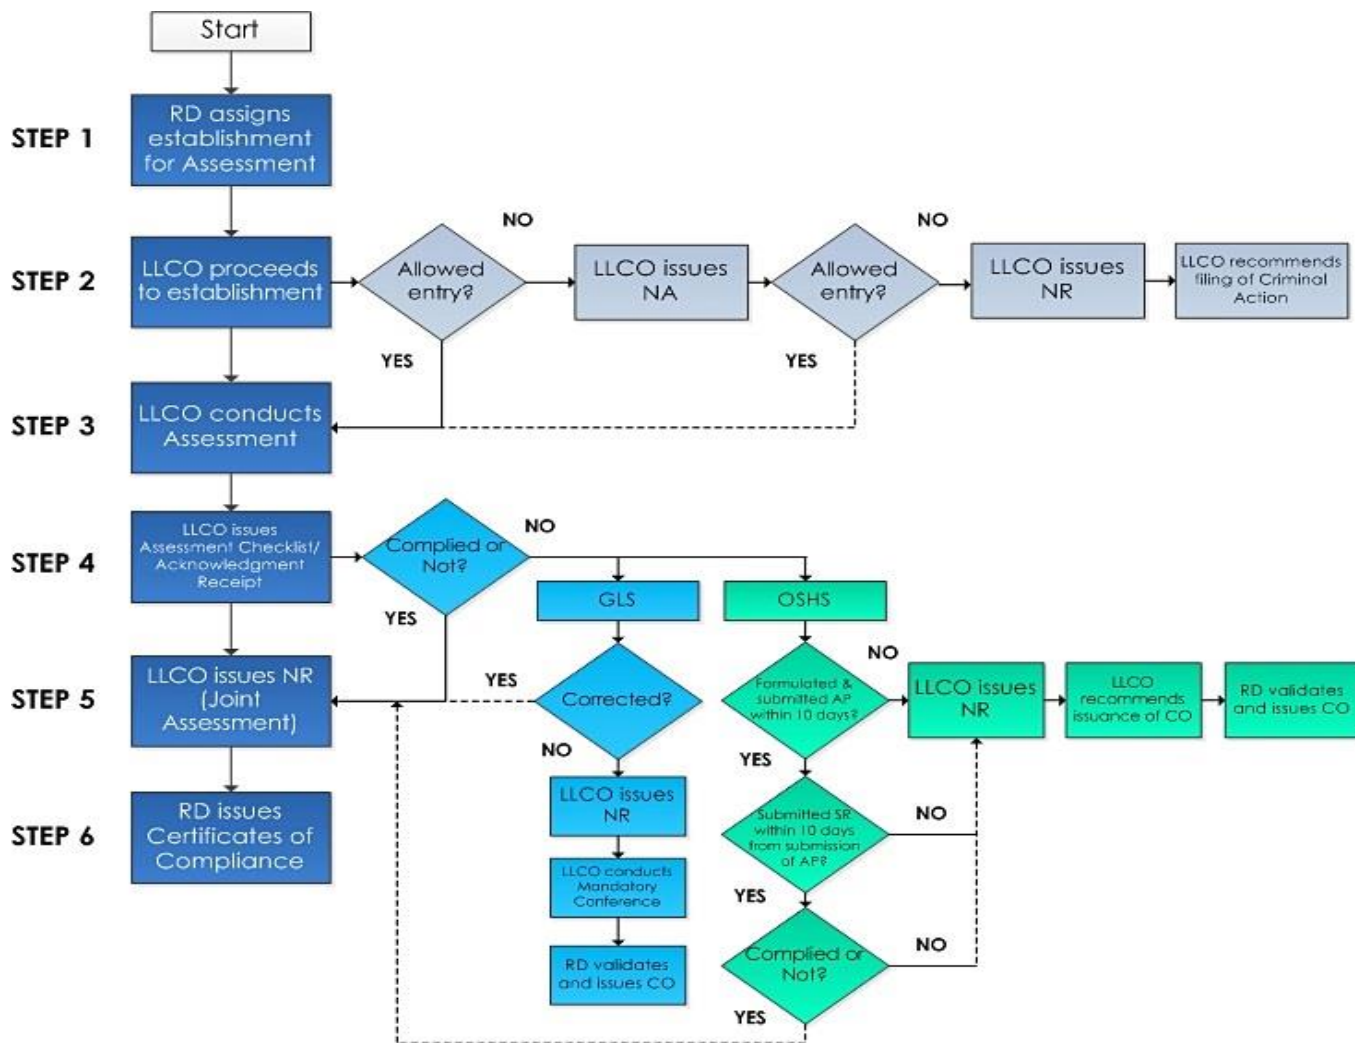 Start
STEP 1
RD assigns
establishment
for Assessment
STEP 2
LLCO proceeds
to establishment
Allowed
entry?
NO
YES
LLCO issues
NA
Allowed
entry?
NO
YES
LLCO issues
NR
LLCO recommends
filing of Criminal
Action
STEP 3
LLCO conducts
Assessment
STEP 4
LLCO issues
Assessment Checklist/
Acknowledgment
Receipt
Complied or
Not?
NO
YES
GLS
OSHS
STEP 5
LLCO issues NR
(Joint
Assessment)
YES
Corrected?
NO
Formulated &
submitted AP
within 10 days?
NO
YES
LLCO issues
NR
LLCO
recommends
issuance of CO
RD validates
and issues CO
STEP 6
RD issues
Certificates of
Compliance
LLCO issues
NR
LLCO conducts
Mandatory
Conference
RD validates
and issues CO
Submitted SR
within 10 days
from submission
of AP?
NO
YES
Complied or
Not?
NO
YES